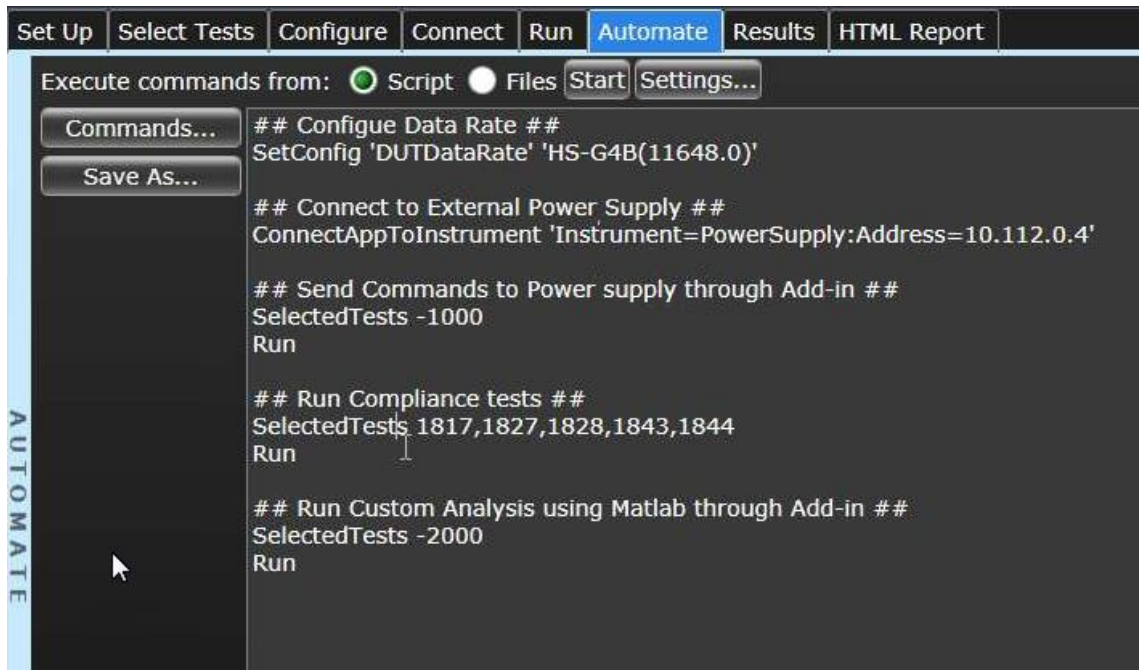 Set Up Select Tests Configure Connect Run Automate Results HTML Report
Execute commands from: Script Files Start Settings...
Commands...
Save As...
## Configue Data Rate ##
SetConfig 'DUTDataRate' 'HS-G4B(11648.0)'
## Connect to External Power Supply ##
ConnectAppToInstrument 'Instrument=PowerSupply:Address=10.112.0.4'
## Send Commands to Power supply through Add-in ##
SelectedTests -1000
Run
## Run Compliance tests ##
SelectedTests 1817,1827,1828,1843,1844
Run
## Run Custom Analysis using Matlab through Add-in ##
SelectedTests -2000
Run
AUTOMATE